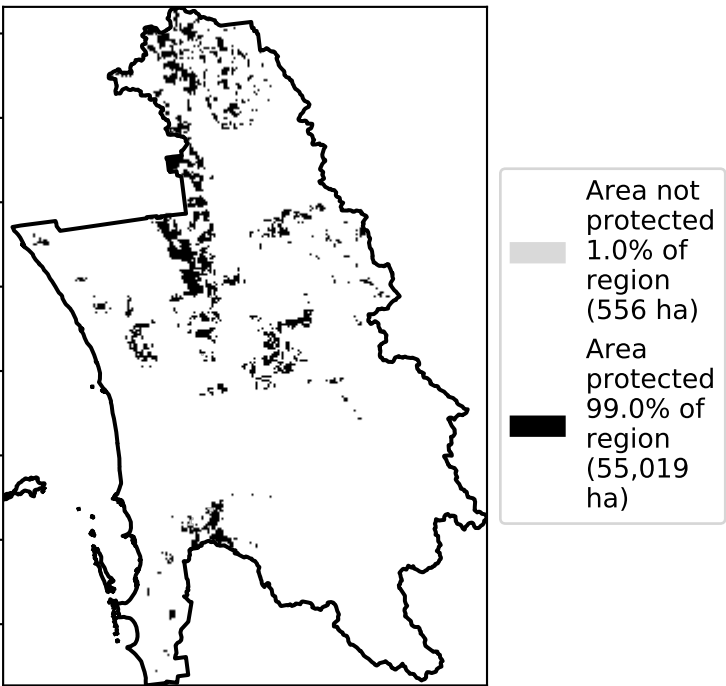 Area not
protected
1.0% of
region
(556 ha)
Area
protected
99.0% of
region
(55,019
ha)